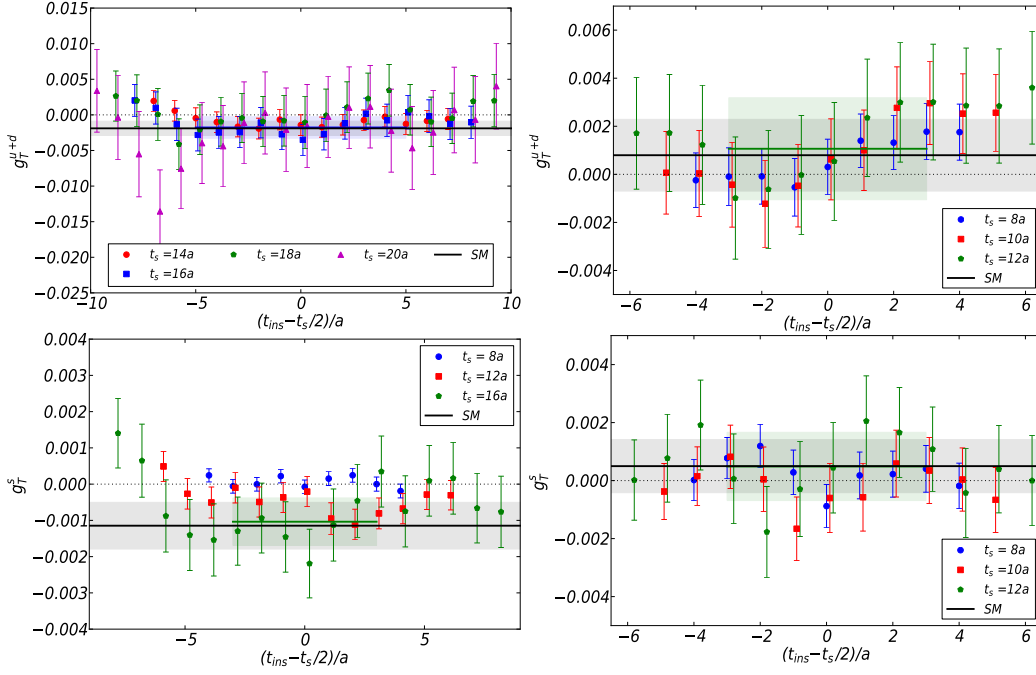 0.015
0.010
0.005
0.000
−0.005
−0.010
−0.015
−0.020
−0.025
g_T^{u+d}
t_s =14a
t_s =16a
t_s =18a
t_s =20a
SM
−10 −5 0 5 10
(t_ins−t_s/2)/a
0.006
0.004
0.002
0.000
−0.002
−0.004
g_T^{u+d}
t_s = 8a
t_s =10a
t_s =12a
SM
−6 −4 −2 0 2 4 6
(t_ins−t_s/2)/a
0.004
0.003
0.002
0.001
0.000
−0.001
−0.002
−0.003
−0.004
g_T^s
t_s = 8a
t_s =12a
t_s =16a
SM
−5 0 5
(t_ins−t_s/2)/a
0.004
0.002
0.000
−0.002
−0.004
g_T^s
t_s = 8a
t_s =10a
t_s =12a
SM
−6 −4 −2 0 2 4 6
(t_ins−t_s/2)/a